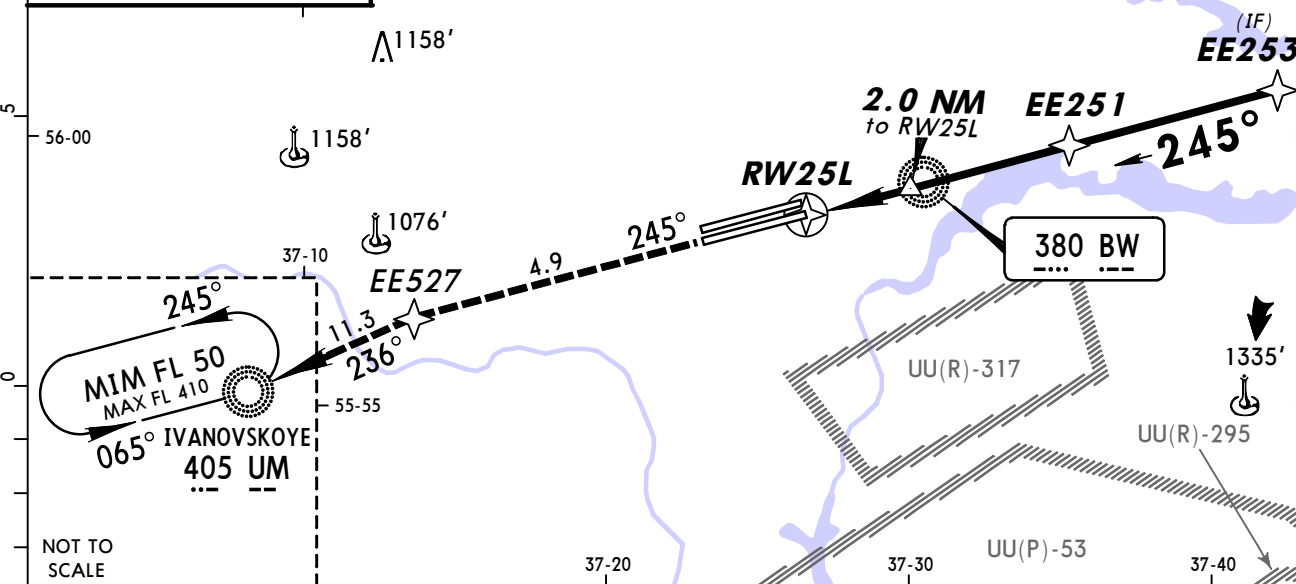 1158'
(IF)
EE253
5
56-00
1158'
2.0 NM
to RW25L
EE251
245°
RW25L
1076'
245°
380 BW
37-10
4.9
EE527
245°
11.3
236°
MIM FL 50
MAX FL 410
UU(R)-317
1335'
0
55-55
065°
IVANOVSKOYE
405 UM
UU(R)-295
NOT TO
SCALE
UU(P)-53
37-20
37-30
37-40